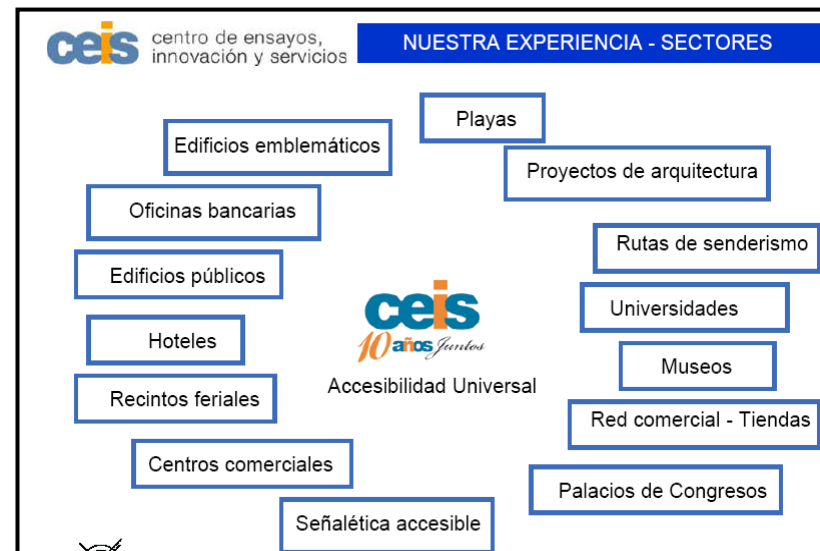 ceis
centro de ensayos,
innovación y servicios
NUESTRA EXPERIENCIA - SECTORES
Playas
Edificios emblemáticos
Proyectos de arquitectura
Oficinas bancarias
Rutas de senderismo
Edificios públicos
Universidades
Hoteles
ceis
10 años Juntos
Accesibilidad Universal
Museos
Recintos feriales
Red comercial - Tiendas
Centros comerciales
Palacios de Congresos
Señalética accesible